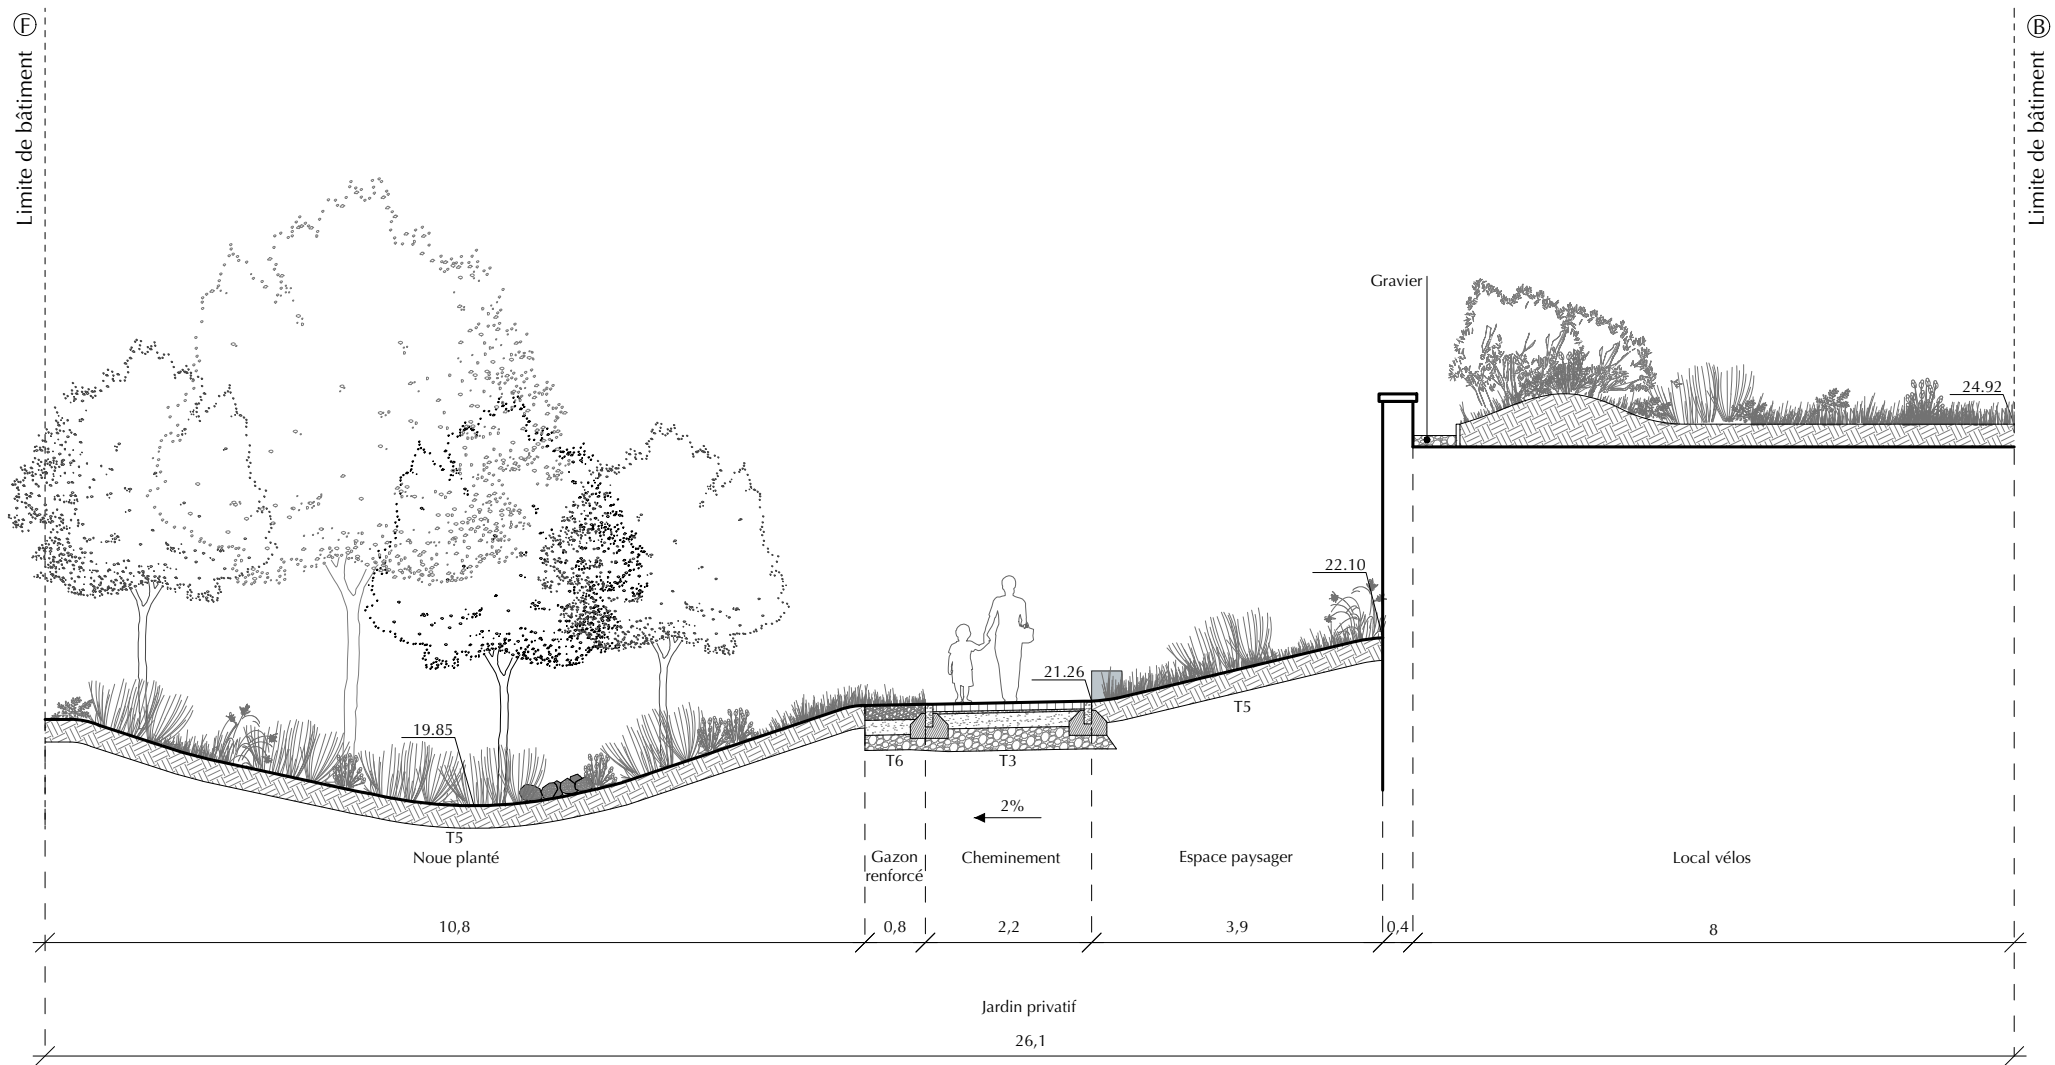 F
Limite de bâtiment
B
Limite de bâtiment
Gravier
24.92
22.10
21.26
19.85
T5
T6
T3
T5
2%
Noue planté
Gazon
renforcé
Cheminement
Espace paysager
Local vélos
10,8
0,8
2,2
3,9
0,4
8
Jardin privatif
26,1